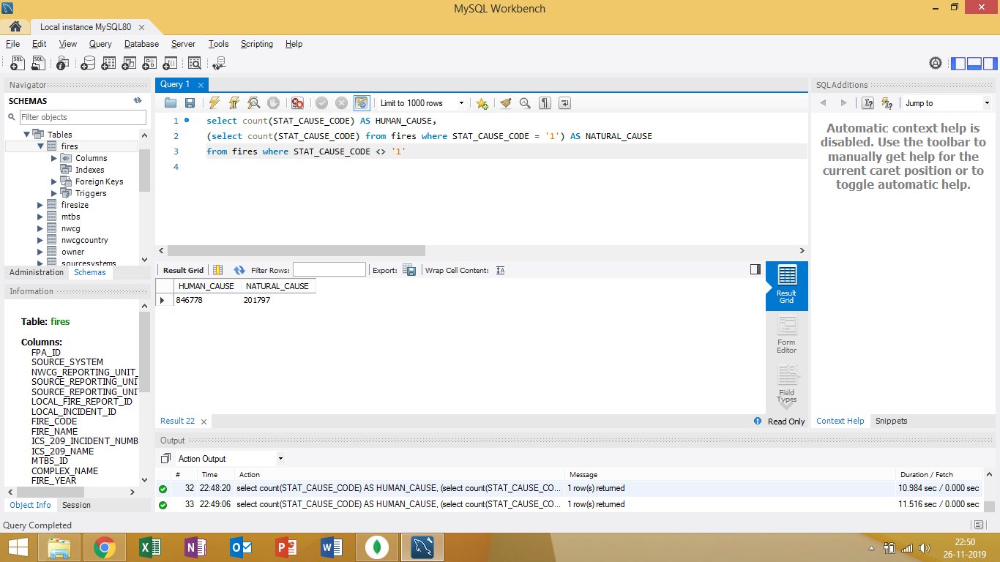 MySQL Workbench
Local instance MySQL80
File Edit View Query Database Server Tools Scripting Help
Navigator
SCHEMAS
Filter objects
Tables
fires
Columns
Indexes
Foreign Keys
Triggers
firesize
mtbs
nwcg
nwcgcountry
owner
sourcesystems
Administration Schemas
Information
Table: fires
Columns:
FPA_ID
SOURCE_SYSTEM
NWCG_REPORTING_UNIT_
SOURCE_REPORTING_UNI
SOURCE_REPORTING_UNI
LOCAL_FIRE_REPORT_ID
LOCAL_INCIDENT_ID
FIRE_CODE
FIRE_NAME
ICS_209_INCIDENT_NUMB
ICS_209_NAME
MTBS_ID
COMPLEX_NAME
FIRE_YEAR
Object Info Session
Query 1
Limit to 1000 rows
1 select count(STAT_CAUSE_CODE) AS HUMAN_CAUSE,
2 (select count(STAT_CAUSE_CODE) from fires where STAT_CAUSE_CODE = '1') AS NATURAL_CAUSE
3 from fires where STAT_CAUSE_CODE <> '1'
4
Result Grid Filter Rows: Export: Wrap Cell Content:
HUMAN_CAUSE NATURAL_CAUSE
846778 201797
Result Grid
Form Editor
Field Types
Result 22
Read Only
SQLAdditions
Jump to
Automatic context help is
disabled. Use the toolbar to
manually get help for the
current caret position or to
toggle automatic help.
Context Help Snippets
Output
Action Output
# Time Action Message Duration / Fetch
32 22:48:20 select count(STAT_CAUSE_CODE) AS HUMAN_CAUSE, (select count(STAT_CAUSE_CO... 1 row(s) returned 10.984 sec / 0.000 sec
33 22:49:06 select count(STAT_CAUSE_CODE) AS HUMAN_CAUSE, (select count(STAT_CAUSE_CO... 1 row(s) returned 11.516 sec / 0.000 sec
Query Completed
22:50
26-11-2019